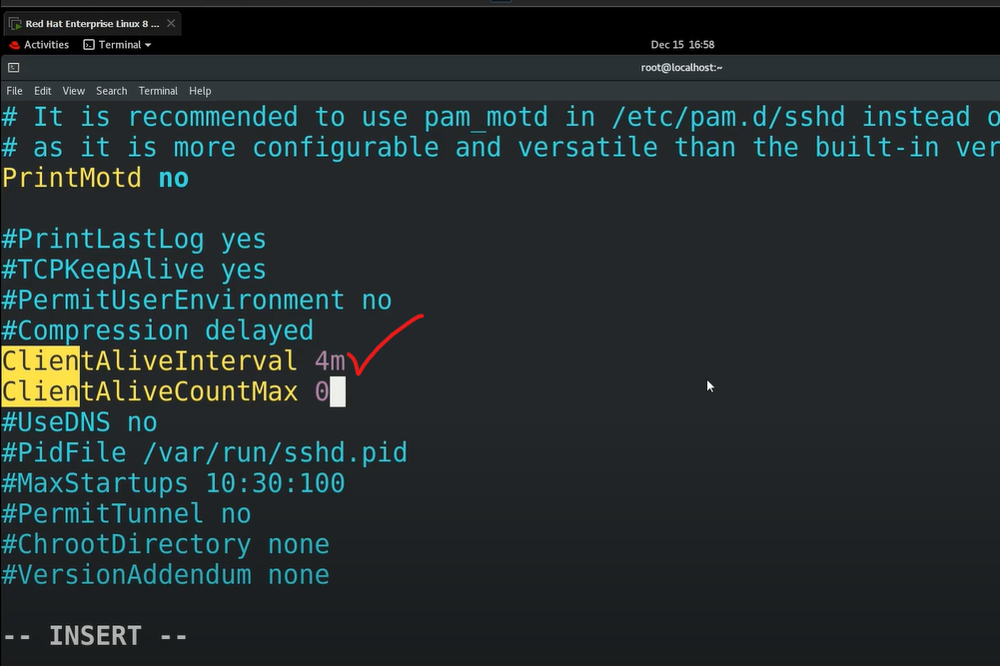 Red Hat Enterprise Linux 8 ...
Activities
Terminal
Dec 15 16:58
root@localhost:~
File Edit View Search Terminal Help
# It is recommended to use pam_motd in /etc/pam.d/sshd instead o
# as it is more configurable and versatile than the built-in ver
PrintMotd no
#PrintLastLog yes
#TCPKeepAlive yes
#PermitUserEnvironment no
#Compression delayed
ClientAliveInterval 4m
ClientAliveCountMax 0
#UseDNS no
#PidFile /var/run/sshd.pid
#MaxStartups 10:30:100
#PermitTunnel no
#ChrootDirectory none
#VersionAddendum none
-- INSERT --